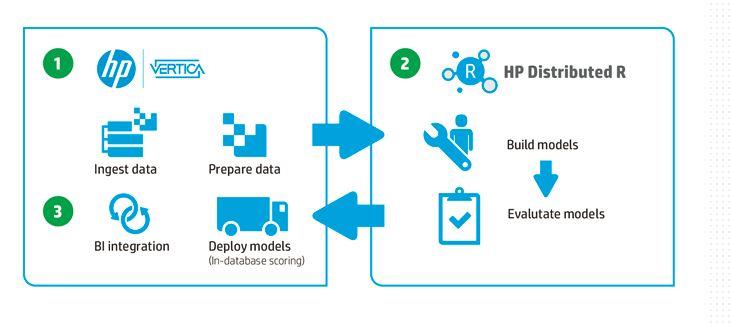 1
hp
VERTICA
Ingest data
Prepare data
3
BI integration
Deploy models
(In-database scoring)
2
R
HP Distributed R
Build models
Evalutate models